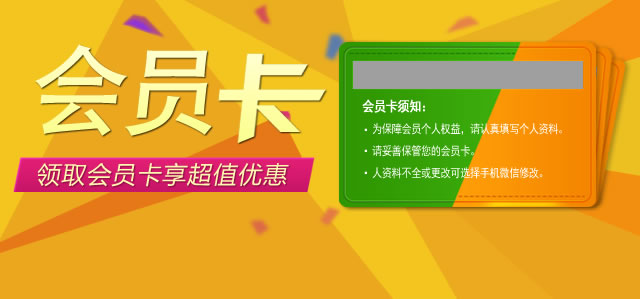 会员卡
领取会员卡享超值优惠
会员卡须知：
• 为保障会员个人权益，请认真填写个人资料。
• 请妥善保管您的会员卡。
• 人资料不全或更改可选择手机微信修改。